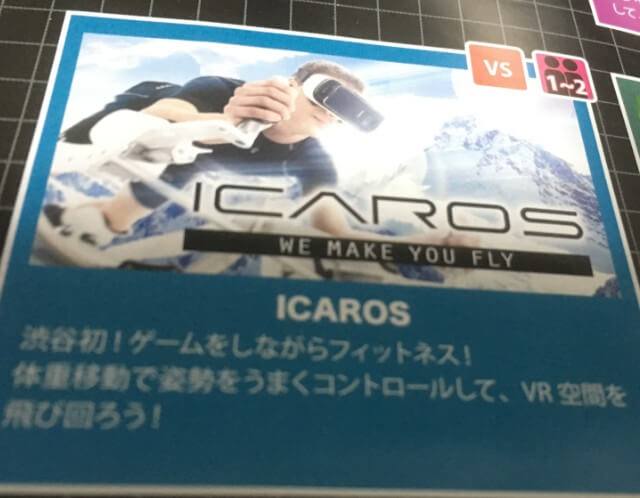 して
VS
1~2
ICAROS
WE MAKE YOU FLY
ICAROS
渋谷初！ゲームをしながらフィットネス！
体重移動で姿勢をうまくコントロールして、VR空間を
飛び回ろう！